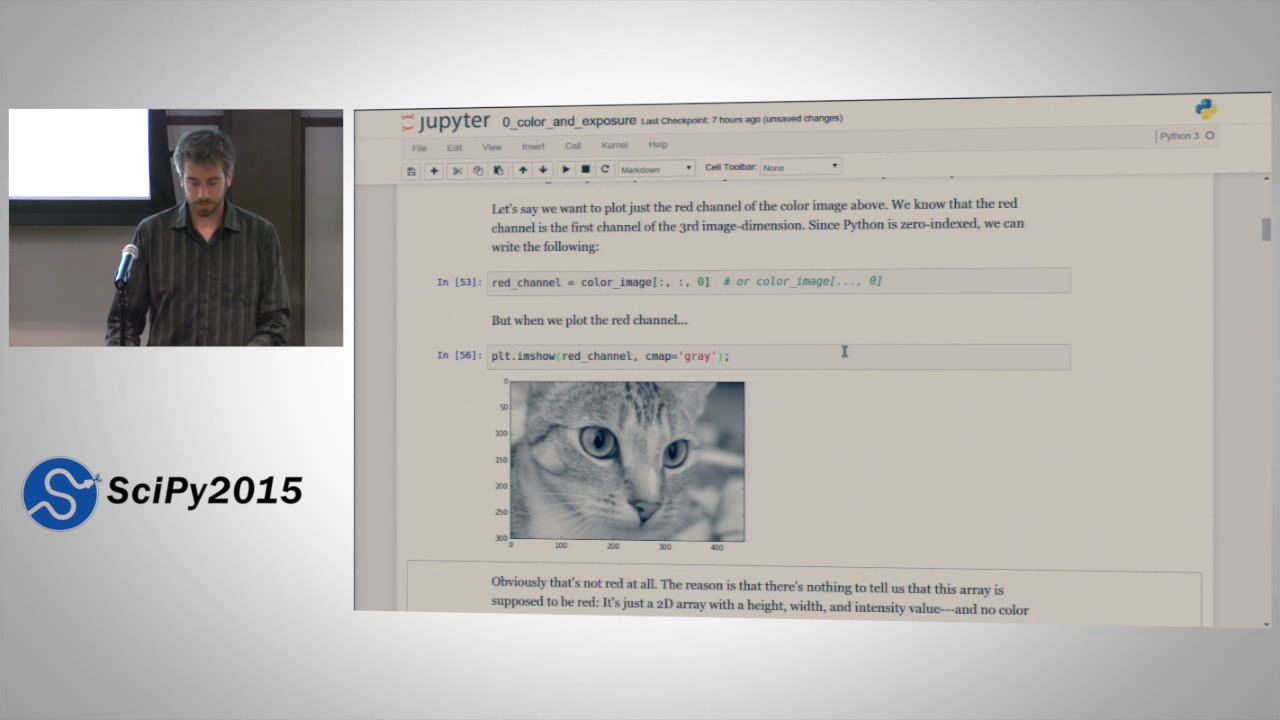 jupyter 0_color_and_exposure Last Checkpoint: 7 hours ago (unsaved changes)
File Edit View Insert Cell Kernel Help
Python 3
Markdown Cell Toolbar: None
Let's say we want to plot just the red channel of the color image above. We know that the red
channel is the first channel of the 3rd image-dimension. Since Python is zero-indexed, we can
write the following:
In [53]: red_channel = color_image[:, :, 0] # or color_image[..., 0]
But when we plot the red channel...
In [56]: plt.imshow(red_channel, cmap='gray');
0
50
100
150
200
250
300
0 100 200 300 400
Obviously that's not red at all. The reason is that there's nothing to tell us that this array is
supposed to be red: It's just a 2D array with a height, width, and intensity value---and no color
SciPy2015